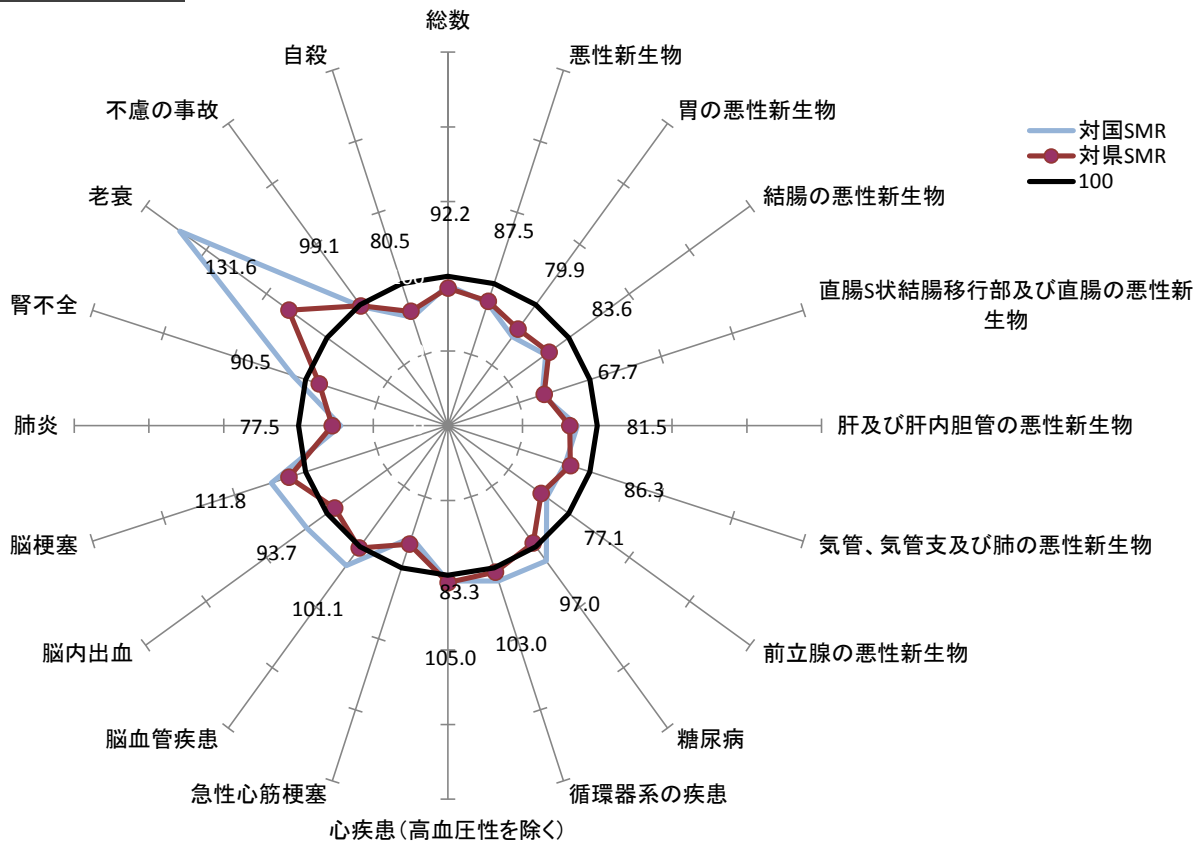 総数
自殺
悪性新生物
不慮の事故
胃の悪性新生物
対国SMR
対県SMR
100
老衰
結腸の悪性新生物
92.2
87.5
80.5
99.1
79.9
131.6
83.6
腎不全
直腸S状結腸移行部及び直腸の悪性新
生物
90.5
67.7
肺炎
77.5
81.5
肝及び肝内胆管の悪性新生物
111.8
86.3
脳梗塞
気管、気管支及び肺の悪性新生物
93.7
77.1
83.3
101.1
97.0
脳内出血
105.0
103.0
前立腺の悪性新生物
脳血管疾患
糖尿病
急性心筋梗塞
循環器系の疾患
心疾患(高血圧性を除く)